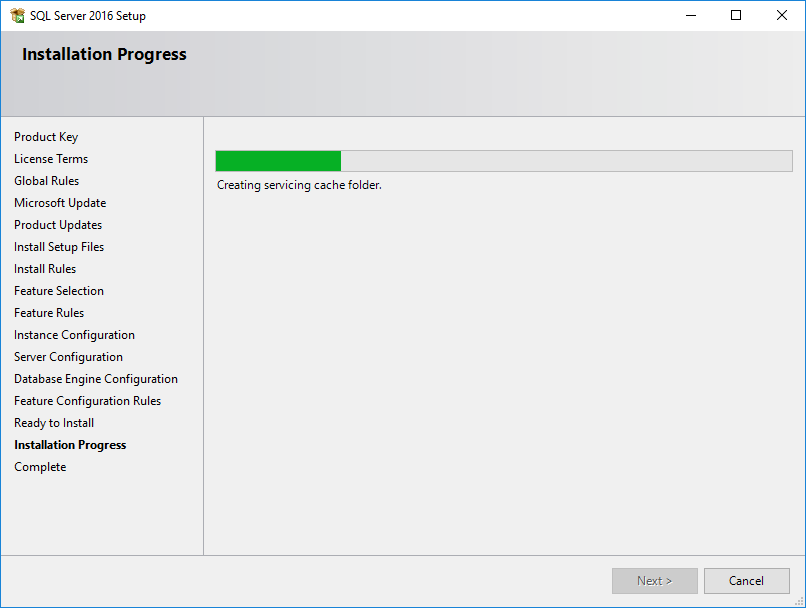 SQL Server 2016 Setup
Installation Progress
Product Key
License Terms
Global Rules
Microsoft Update
Product Updates
Install Setup Files
Install Rules
Feature Selection
Feature Rules
Instance Configuration
Server Configuration
Database Engine Configuration
Feature Configuration Rules
Ready to Install
Installation Progress
Complete
Creating servicing cache folder.
Next >
Cancel